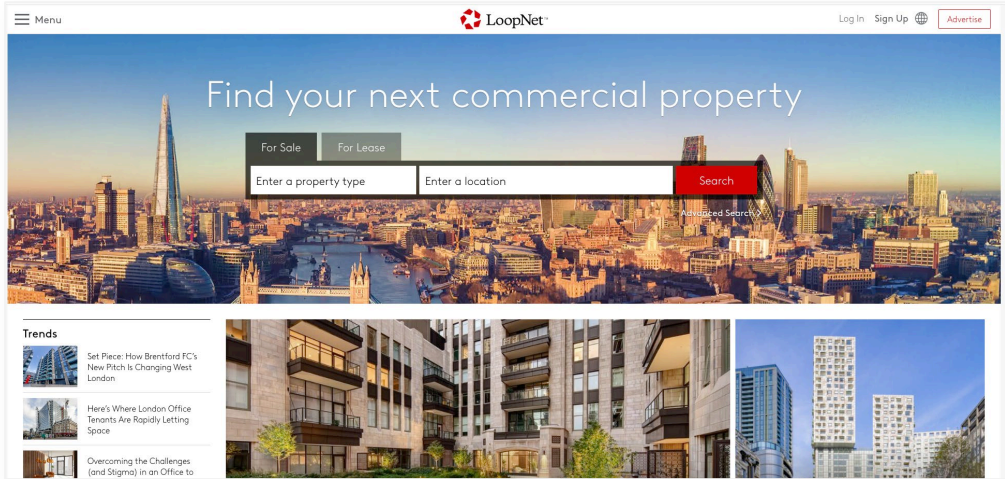 Menu
LoopNet™
Log In Sign Up
Advertise
Find your next commercial property
For Sale For Lease
Enter a property type Enter a location Search
Advanced Search >
Trends
Set Piece: How Brentford FC's
New Pitch Is Changing West
London
Here's Where London Office
Tenants Are Rapidly Letting
Space
Overcoming the Challenges
(and Stigma) in an Office to